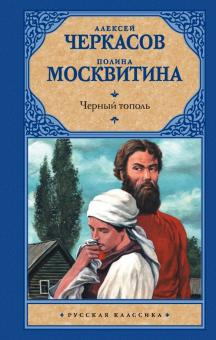 АЛЕКСЕЙ
ЧЕРКАСОВ
ПОЛИНА
МОСКВИТИНА
Черный тополь
РУССКАЯ КЛАССИКА